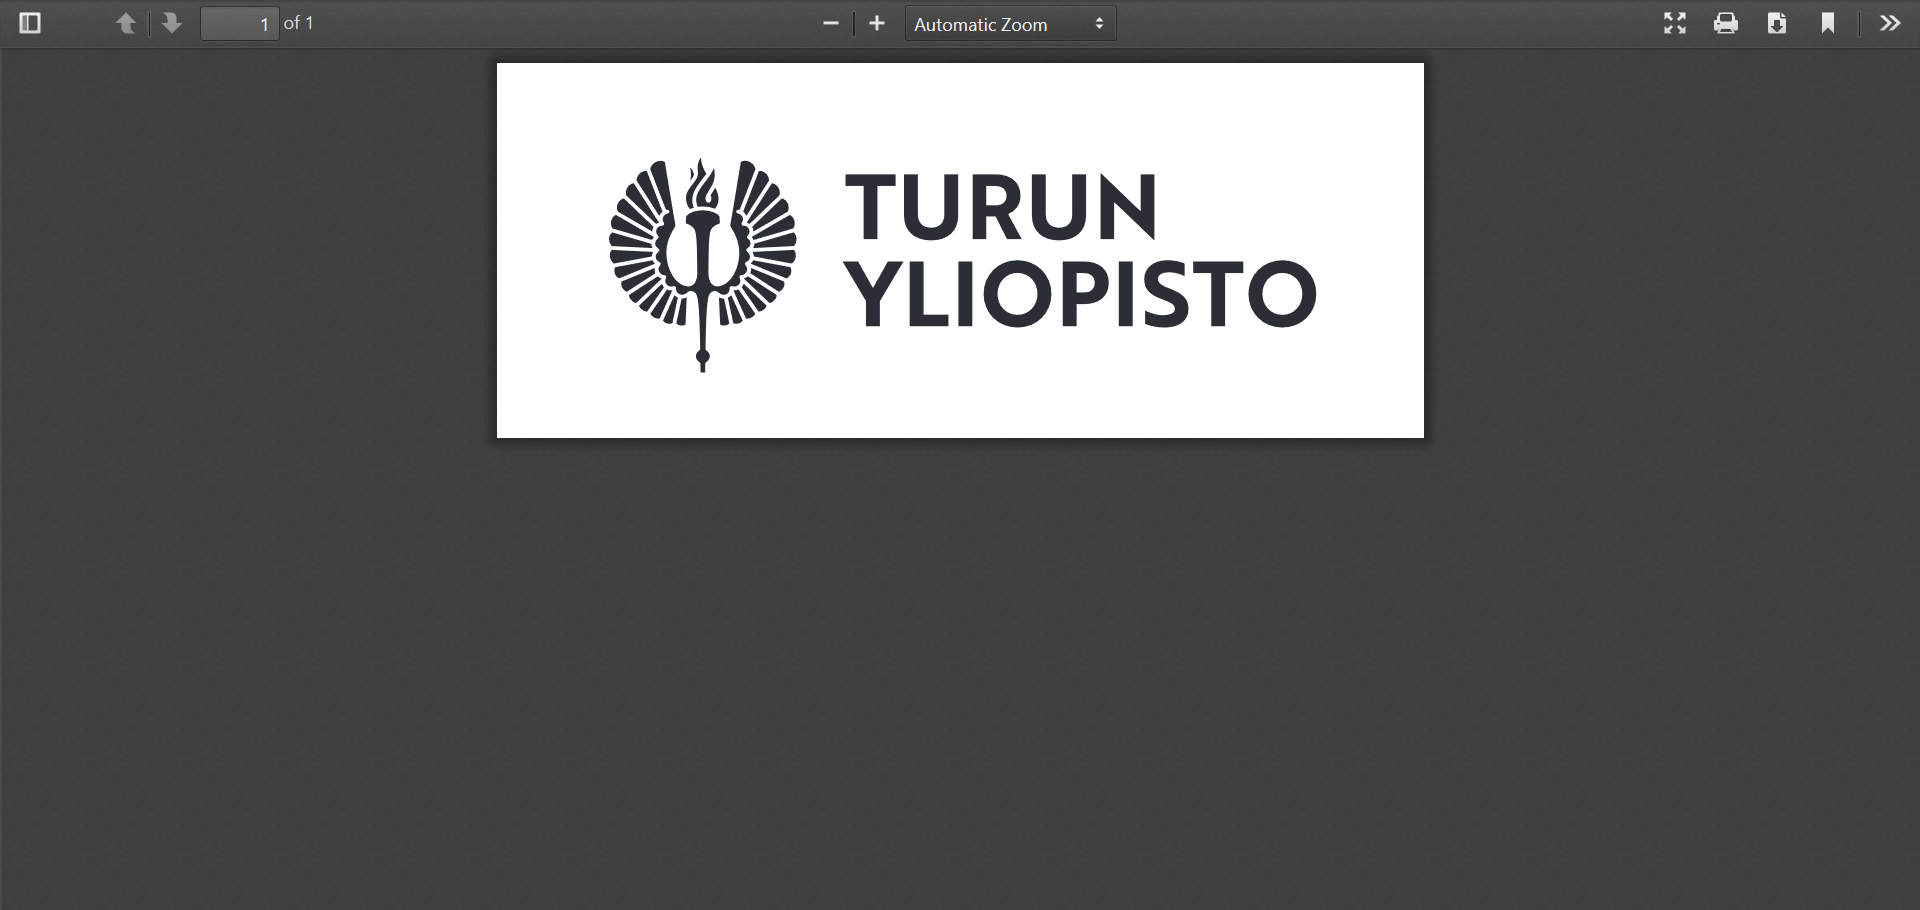 1 of 1
Automatic Zoom
TURUN
YLIOPISTO